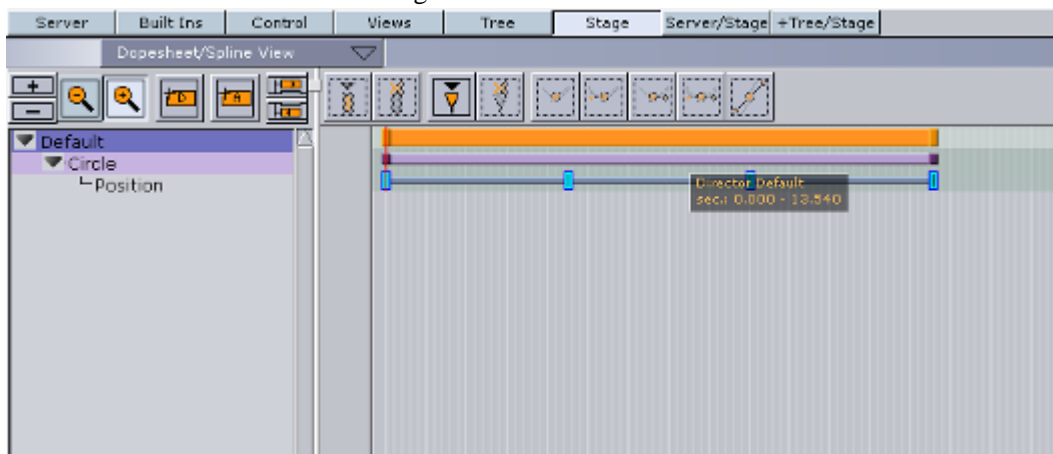 Server Built Ins Control Views Tree Stage Server/Stage +Tree/Stage
Dopesheet/Spline View
Default
Circle
Position
Director Default
sec.: 0.000 - 13.540